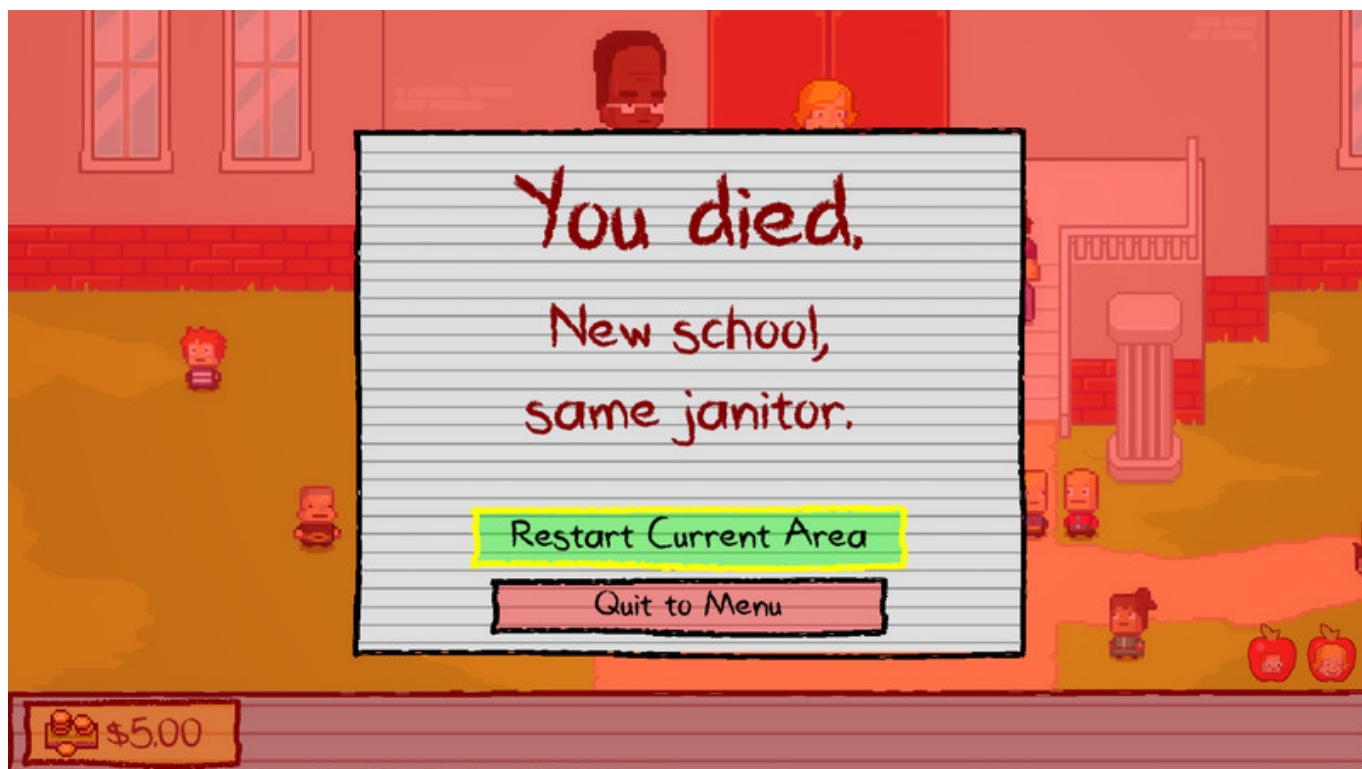 You died.
New school,
same janitor.
Restart Current Area
Quit to Menu
$5.00